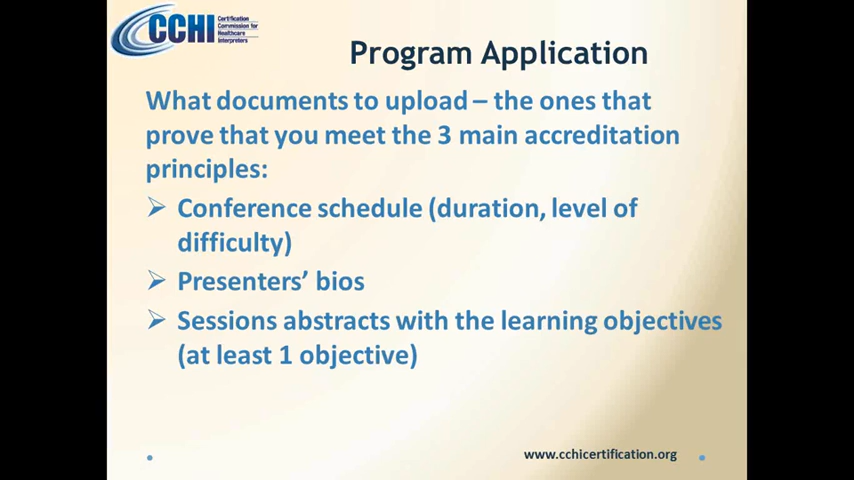 CCHI
Certification
Commission for
Healthcare
Interpreters
Program Application
What documents to upload – the ones that
prove that you meet the 3 main accreditation
principles:
Conference schedule (duration, level of
difficulty)
Presenters’ bios
Sessions abstracts with the learning objectives
(at least 1 objective)
www.cchicertification.org